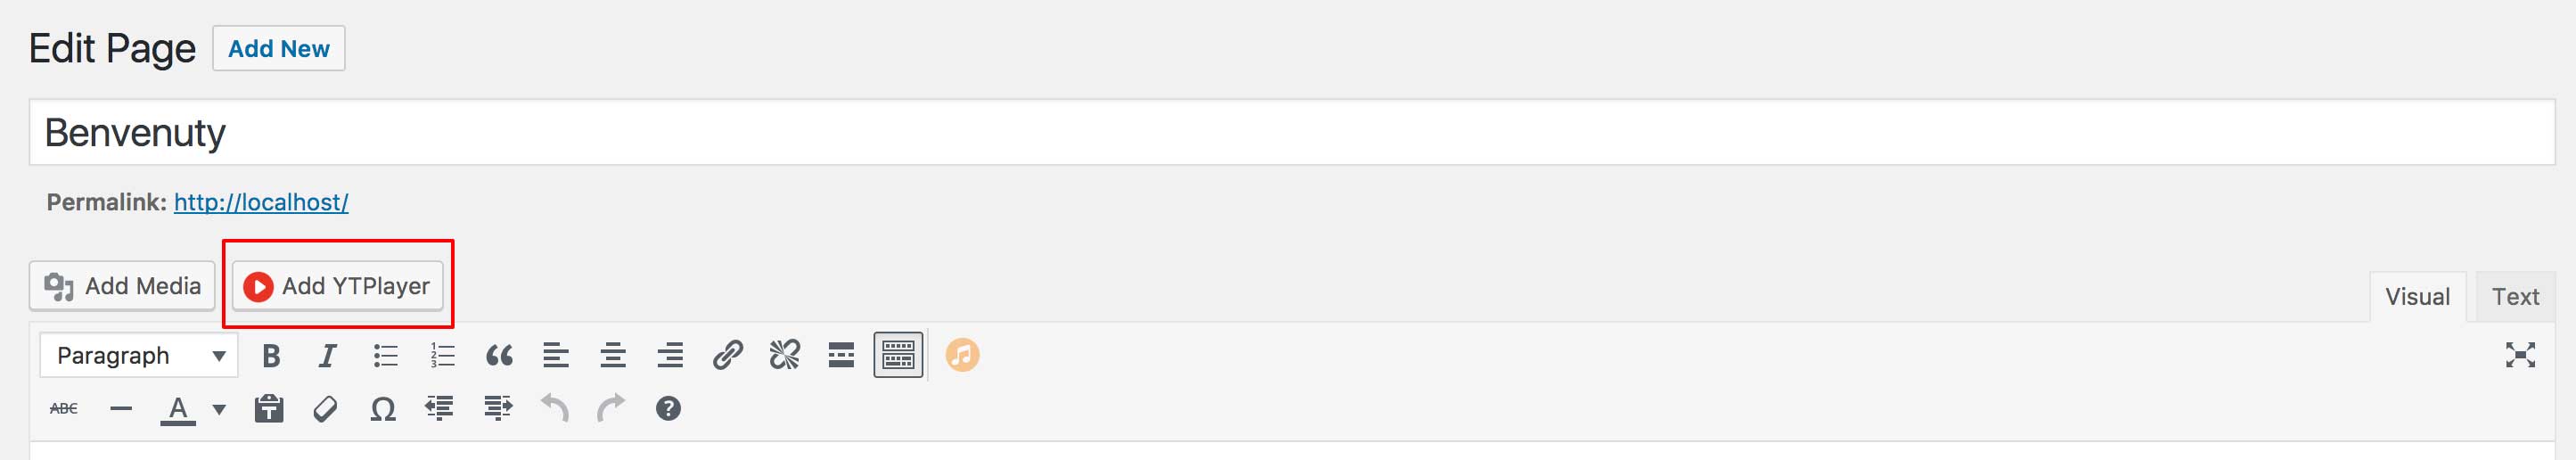 Edit Page Add New
Benvenuty
Permalink: http://localhost/
Add Media Add YTPlayer Visual Text
Paragraph B I
ABC A Ω ?